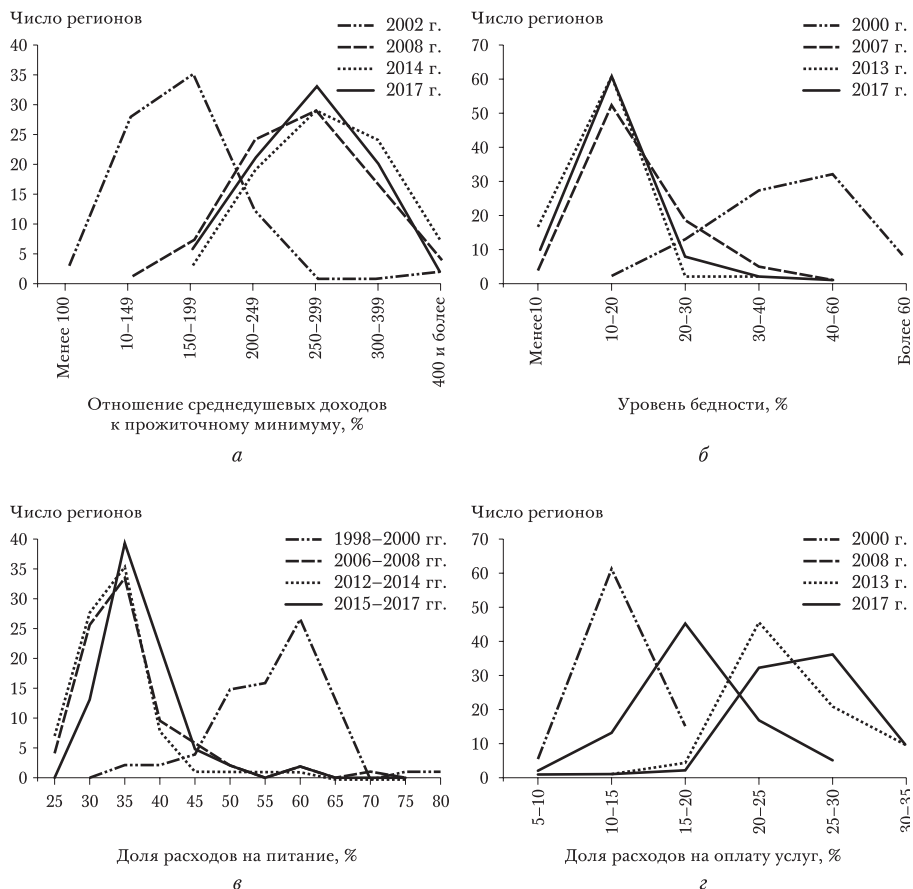 Число регионов
2002 г.
2008 г.
2014 г.
2017 г.
40
35
30
25
20
15
10
5
0
Менее 100
10–149
150–199
200–249
250–299
300–399
400 и более
Отношение среднедушевых доходов
к прожиточному минимуму, %
а
Число регионов
2000 г.
2007 г.
2013 г.
2017 г.
70
60
50
40
30
20
10
0
Менее10
10–20
20–30
30–40
40–60
Более 60
Уровень бедности, %
б
Число регионов
1998–2000 гг.
2006–2008 гг.
2012–2014 гг.
2015–2017 гг.
40
35
30
25
20
15
10
5
0
25 30 35 40 45 50 55 60 65 70 75 80
Доля расходов на питание, %
в
Число регионов
2000 г.
2008 г.
2013 г.
2017 г.
70
60
50
40
30
20
10
0
5–10
10–15
15–20
20–25
25–30
30–35
Доля расходов на оплату услуг, %
г